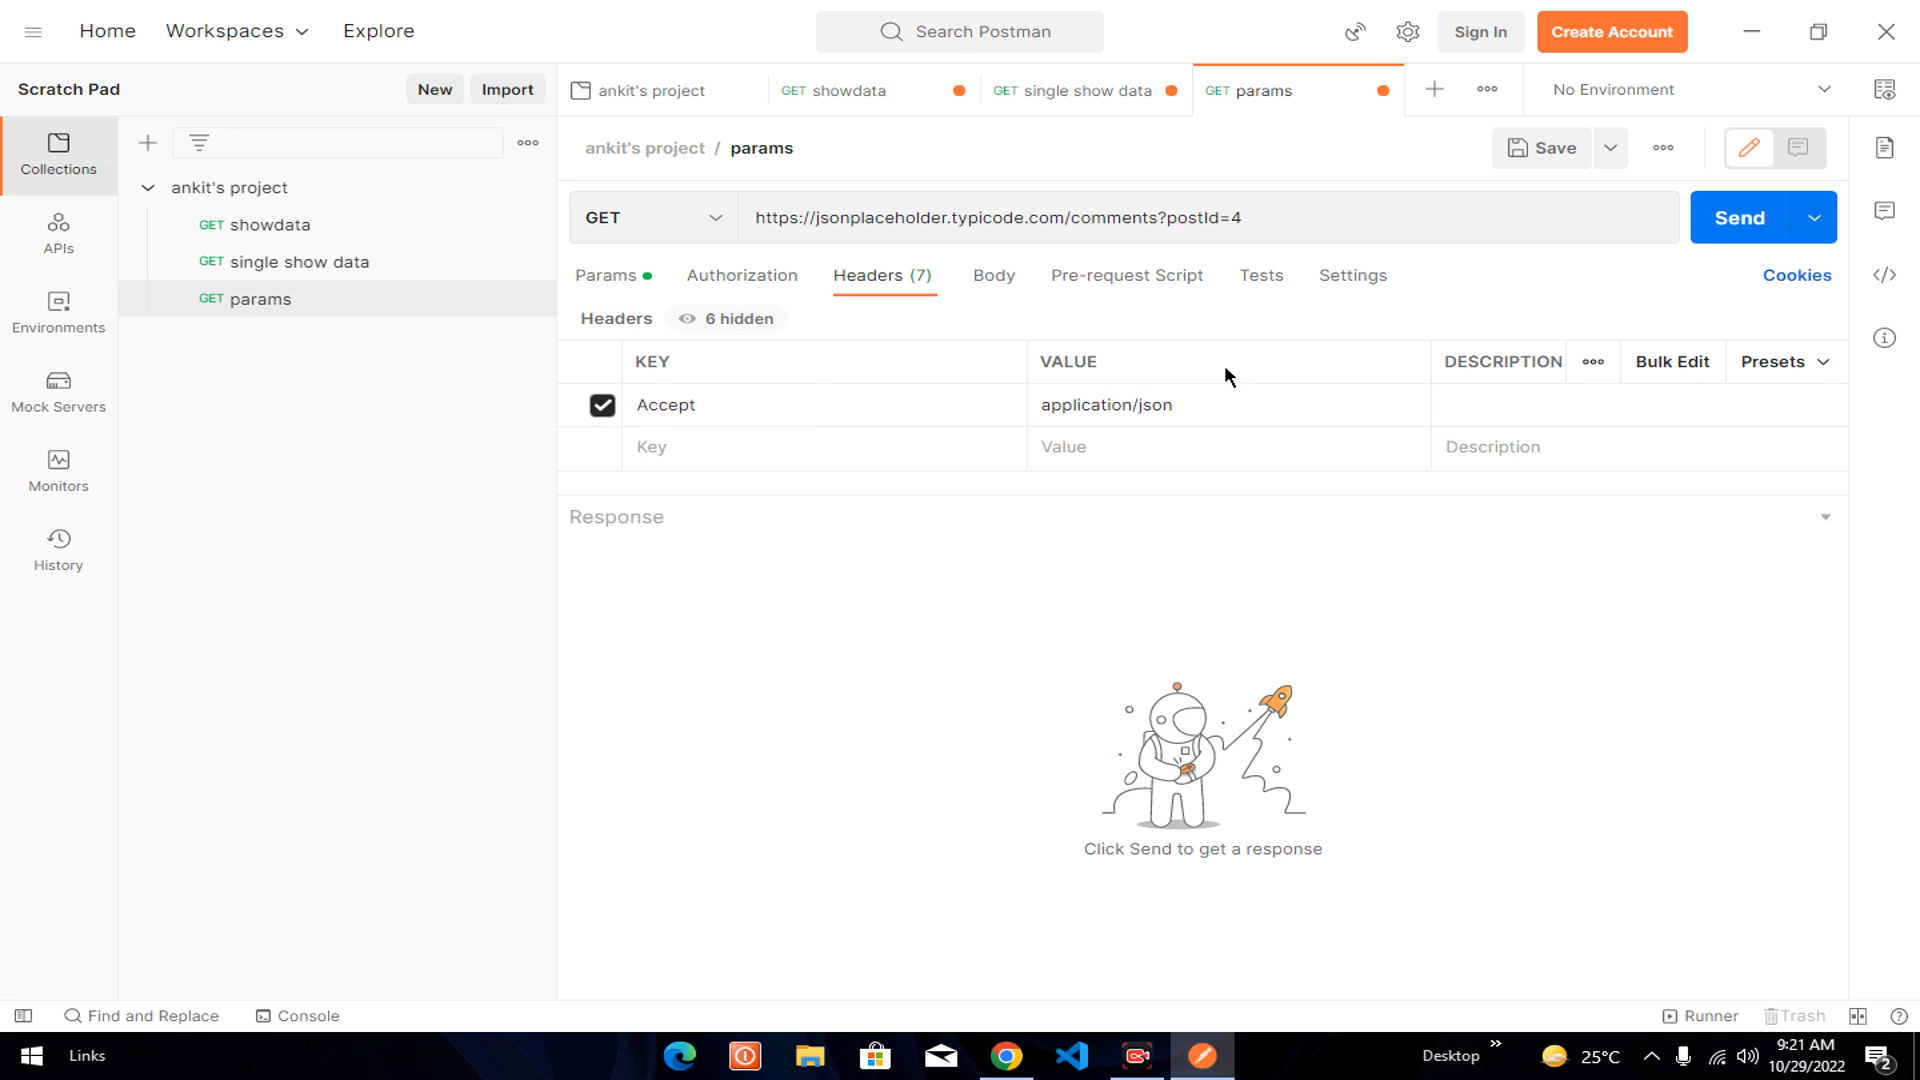 Home Workspaces Explore
Search Postman
Sign In Create Account
Scratch Pad New Import
ankit's project GET showdata GET single show data GET params
No Environment
Collections
APIs
Environments
Mock Servers
Monitors
History
ankit's project
GET showdata
GET single show data
GET params
ankit's project / params
Save
GET https://jsonplaceholder.typicode.com/comments?postId=4 Send
Params Authorization Headers (7) Body Pre-request Script Tests Settings Cookies
Headers 6 hidden
KEY VALUE DESCRIPTION Bulk Edit Presets
Accept application/json
Key Value Description
Response
Click Send to get a response
Find and Replace Console Runner Trash
Links Desktop 25°C 9:21 AM
10/29/2022
2